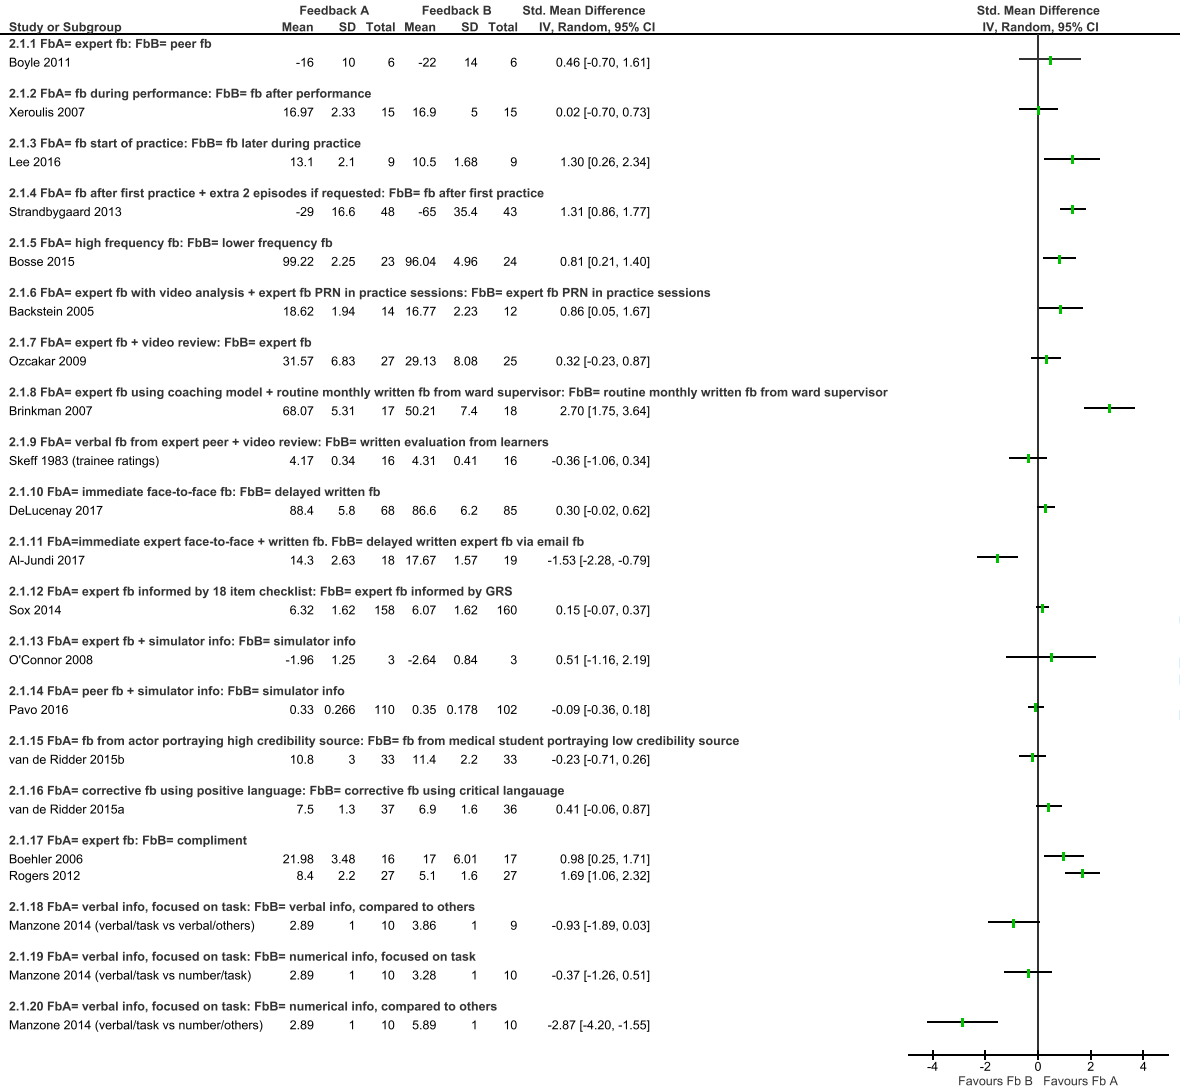 Feedback A Feedback B Std. Mean Difference Std. Mean Difference
Study or Subgroup Mean SD Total Mean SD Total IV, Random, 95% CI IV, Random, 95% CI
2.1.1 FbA= expert fb: FbB= peer fb
Boyle 2011 -16 10 6 -22 14 6 0.46 [-0.70, 1.61]
2.1.2 FbA= fb during performance: FbB= fb after performance
Xeroulis 2007 16.97 2.33 15 16.9 5 15 0.02 [-0.70, 0.73]
2.1.3 FbA= fb start of practice: FbB= fb later during practice
Lee 2016 13.1 2.1 9 10.5 1.68 9 1.30 [0.26, 2.34]
2.1.4 FbA= fb after first practice + extra 2 episodes if requested: FbB= fb after first practice
Strandbygaard 2013 -29 16.6 48 -65 35.4 43 1.31 [0.86, 1.77]
2.1.5 FbA= high frequency fb: FbB= lower frequency fb
Bosse 2015 99.22 2.25 23 96.04 4.96 24 0.81 [0.21, 1.40]
2.1.6 FbA= expert fb with video analysis + expert fb PRN in practice sessions: FbB= expert fb PRN in practice sessions
Backstein 2005 18.62 1.94 14 16.77 2.23 12 0.86 [0.05, 1.67]
2.1.7 FbA= expert fb + video review: FbB= expert fb
Ozcakar 2009 31.57 6.83 27 29.13 8.08 25 0.32 [-0.23, 0.87]
2.1.8 FbA= expert fb using coaching model + routine monthly written fb from ward supervisor: FbB= routine monthly written fb from ward supervisor
Brinkman 2007 68.07 5.31 17 50.21 7.4 18 2.70 [1.75, 3.64]
2.1.9 FbA= verbal fb from expert peer + video review: FbB= written evaluation from learners
Skeff 1983 (trainee ratings) 4.17 0.34 16 4.31 0.41 16 -0.36 [-1.06, 0.34]
2.1.10 FbA= immediate face-to-face fb: FbB= delayed written fb
DeLucenay 2017 88.4 5.8 68 86.6 6.2 85 0.30 [-0.02, 0.62]
2.1.11 FbA=immediate expert face-to-face + written fb. FbB= delayed written expert fb via email fb
Al-Jundi 2017 14.3 2.63 18 17.67 1.57 19 -1.53 [-2.28, -0.79]
2.1.12 FbA= expert fb informed by 18 item checklist: FbB= expert fb informed by GRS
Sox 2014 6.32 1.62 158 6.07 1.62 160 0.15 [-0.07, 0.37]
2.1.13 FbA= expert fb + simulator info: FbB= simulator info
O'Connor 2008 -1.96 1.25 3 -2.64 0.84 3 0.51 [-1.16, 2.19]
2.1.14 FbA= peer fb + simulator info: FbB= simulator info
Pavo 2016 0.33 0.266 110 0.35 0.178 102 -0.09 [-0.36, 0.18]
2.1.15 FbA= fb from actor portraying high credibility source: FbB= fb from medical student portraying low credibility source
van de Ridder 2015b 10.8 3 33 11.4 2.2 33 -0.23 [-0.71, 0.26]
2.1.16 FbA= corrective fb using positive language: FbB= corrective fb using critical langauage
van de Ridder 2015a 7.5 1.3 37 6.9 1.6 36 0.41 [-0.06, 0.87]
2.1.17 FbA= expert fb: FbB= compliment
Boehler 2006 21.98 3.48 16 17 6.01 17 0.98 [0.25, 1.71]
Rogers 2012 8.4 2.2 27 5.1 1.6 27 1.69 [1.06, 2.32]
2.1.18 FbA= verbal info, focused on task: FbB= verbal info, compared to others
Manzone 2014 (verbal/task vs verbal/others) 2.89 1 10 3.86 1 9 -0.93 [-1.89, 0.03]
2.1.19 FbA= verbal info, focused on task: FbB= numerical info, focused on task
Manzone 2014 (verbal/task vs number/task) 2.89 1 10 3.28 1 10 -0.37 [-1.26, 0.51]
2.1.20 FbA= verbal info, focused on task: FbB= numerical info, compared to others
Manzone 2014 (verbal/task vs number/others) 2.89 1 10 5.89 1 10 -2.87 [-4.20, -1.55]
-4 -2 0 2 4
Favours Fb B Favours Fb A